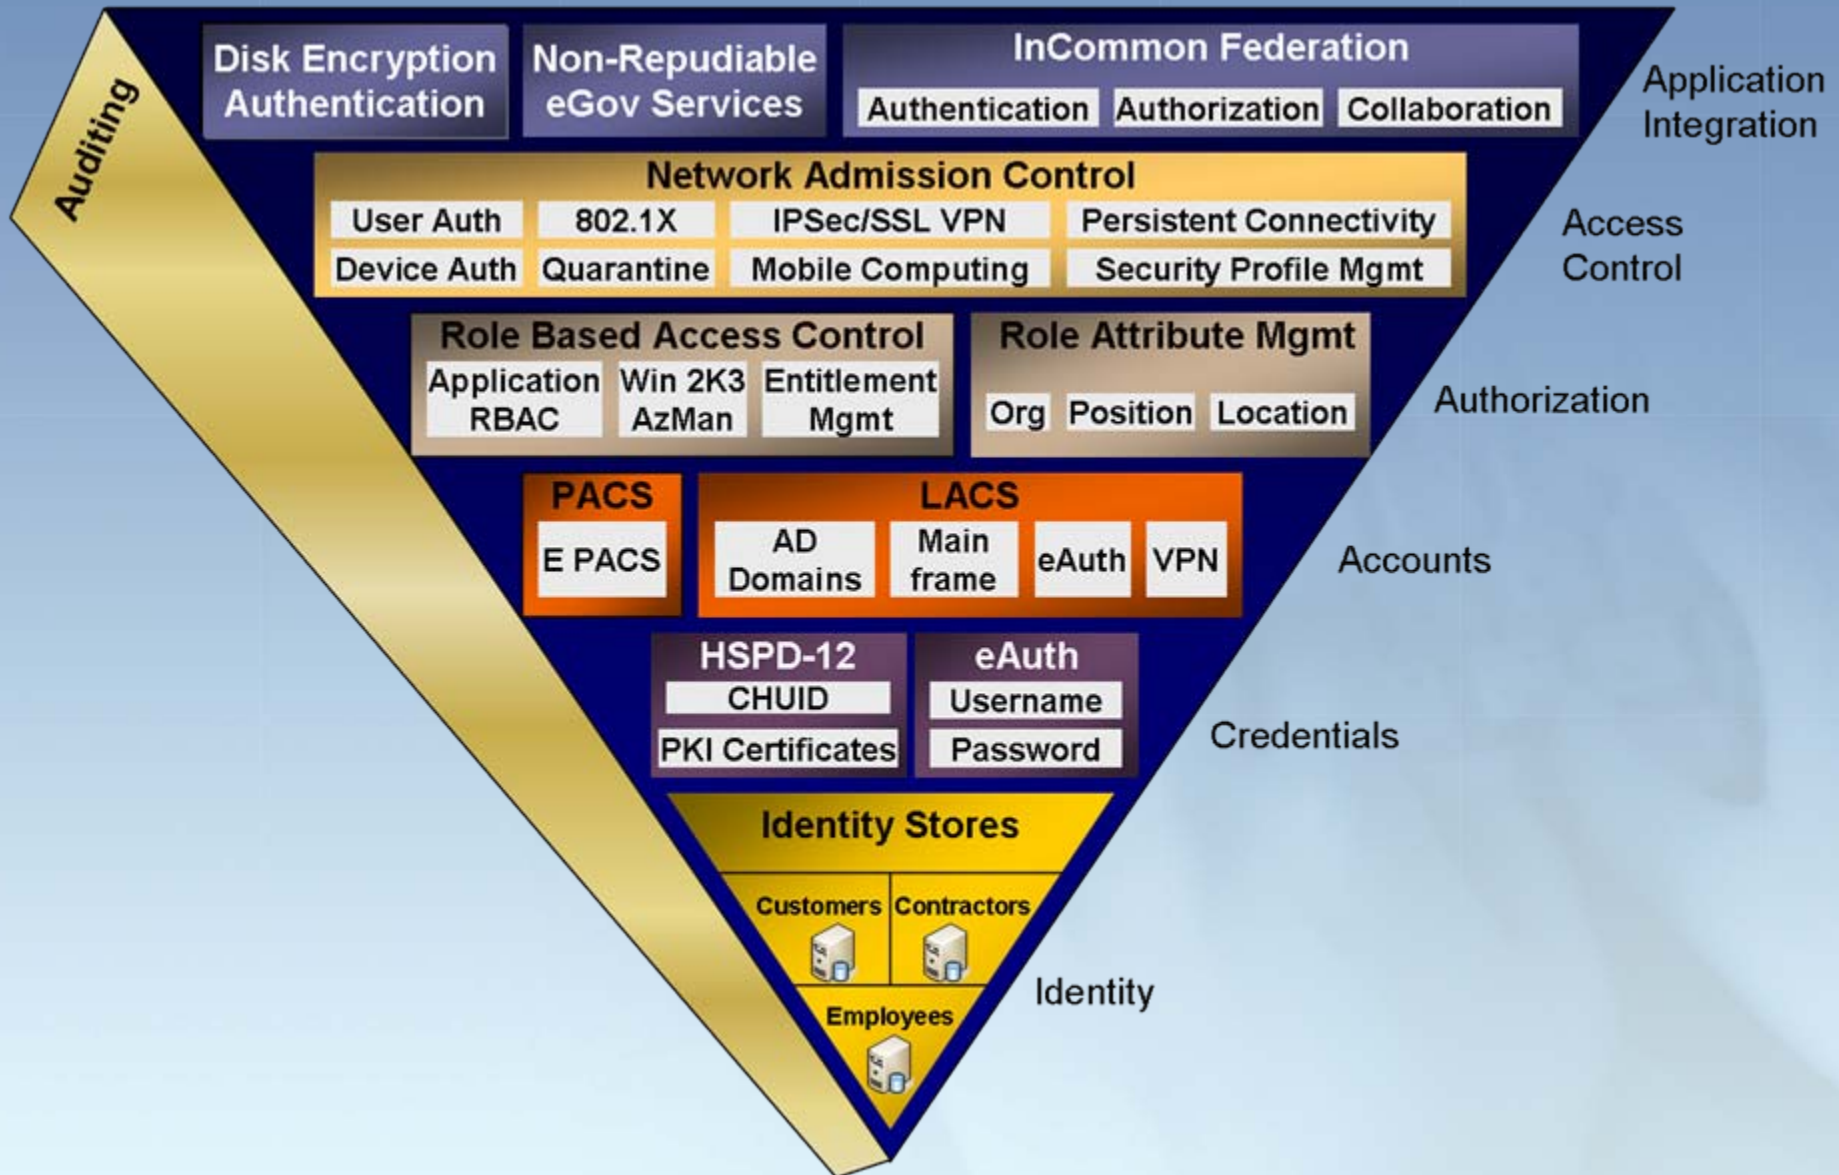 Auditing
Disk Encryption
Authentication
Non-Repudiable
eGov Services
InCommon Federation
Authentication
Authorization
Collaboration
Application
Integration
Network Admission Control
User Auth
802.1X
IPSec/SSL VPN
Persistent Connectivity
Device Auth
Quarantine
Mobile Computing
Security Profile Mgmt
Access
Control
Role Based Access Control
Application
RBAC
Win 2K3
AzMan
Entitlement
Mgmt
Role Attribute Mgmt
Org
Position
Location
Authorization
PACS
E PACS
LACS
AD
Domains
Main
frame
eAuth
VPN
Accounts
HSPD-12
CHUID
PKI Certificates
eAuth
Username
Password
Credentials
Identity Stores
Customers
Contractors
Employees
Identity